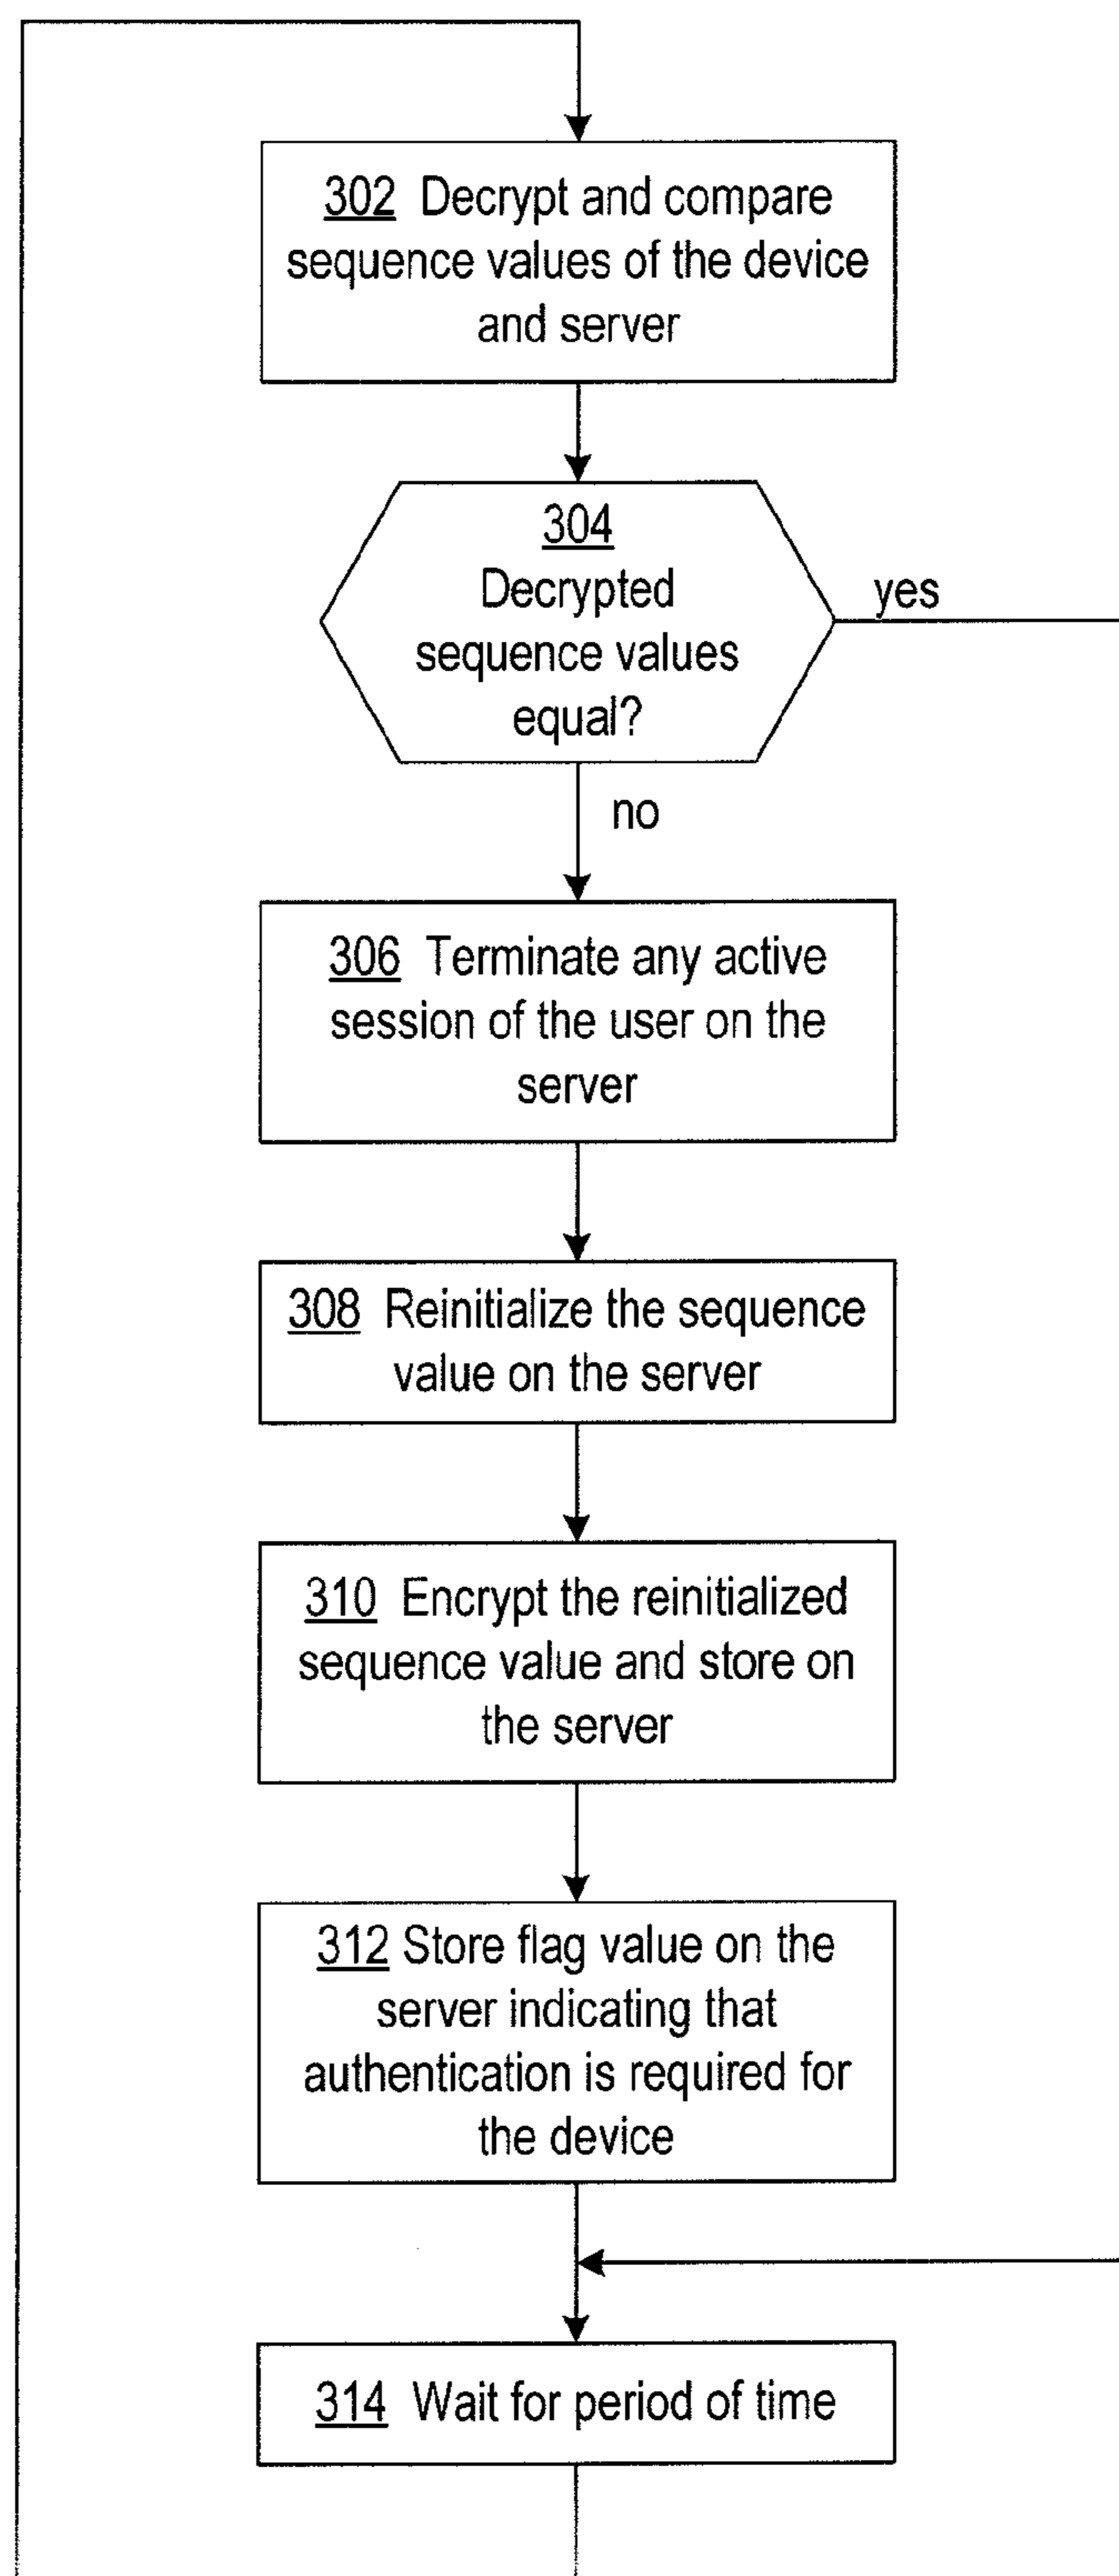 302 Decrypt and compare
sequence values of the device
and server
304
Decrypted
sequence values
equal?
yes
no
306 Terminate any active
session of the user on the
server
308 Reinitialize the sequence
value on the server
310 Encrypt the reinitialized
sequence value and store on
the server
312 Store flag value on the
server indicating that
authentication is required for
the device
314 Wait for period of time